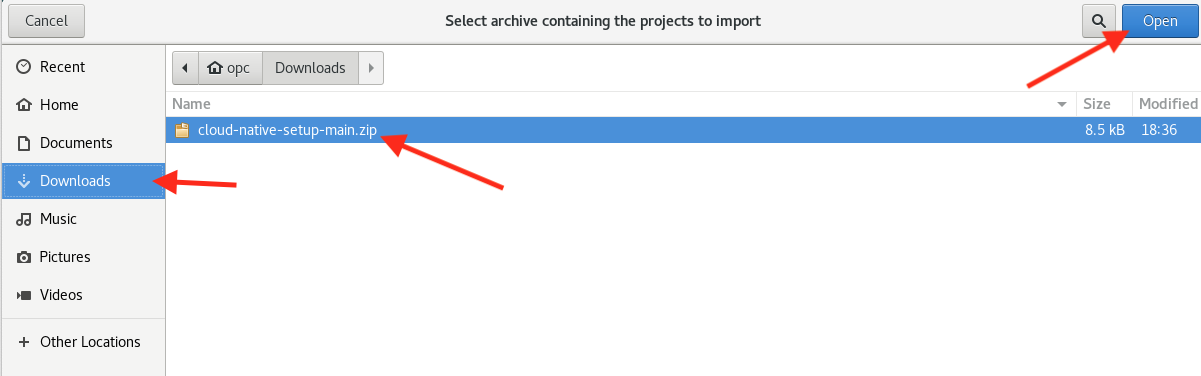 Cancel Select archive containing the projects to import Open
Recent
Home
Documents
Downloads
Music
Pictures
Videos
Other Locations
opc Downloads
Name Size Modified
cloud-native-setup-main.zip 8.5 kB 18:36